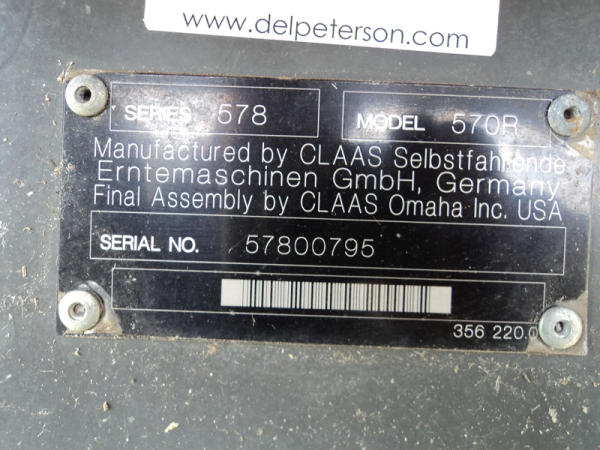 www.delpeterson.com
SERIES 578 MODEL 570R
Manufactured by CLAAS Selbstfahrende
Erntemaschinen GmbH, Germany
Final Assembly by CLAAS Omaha Inc. USA
SERIAL NO. 57800795
356 220.0